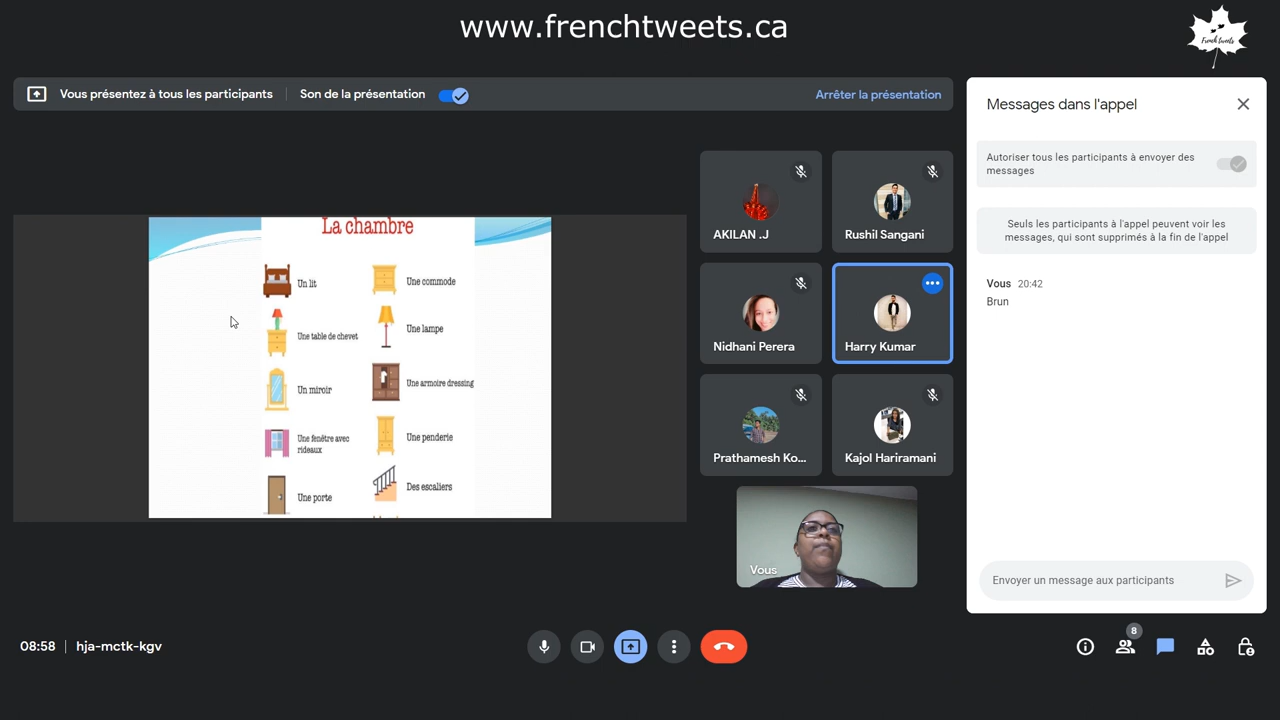 www.frenchtweets.ca
French tweets
Vous présentez à tous les participants
Son de la présentation
Arrêter la présentation
La chambre
Un lit
Une commode
Une table de chevet
Une lampe
Un miroir
Une armoire dressing
Une fenêtre avec
rideaux
Une penderie
Une porte
Des escaliers
AKILAN .J
Rushil Sangani
Nidhani Perera
Harry Kumar
Prathamesh Ko...
Kajol Hariramani
Vous
Messages dans l'appel
Autoriser tous les participants à envoyer des
messages
Seuls les participants à l'appel peuvent voir les
messages, qui sont supprimés à la fin de l'appel
Vous 20:42
Brun
Envoyer un message aux participants
08:58 | hja-mctk-kgv
8